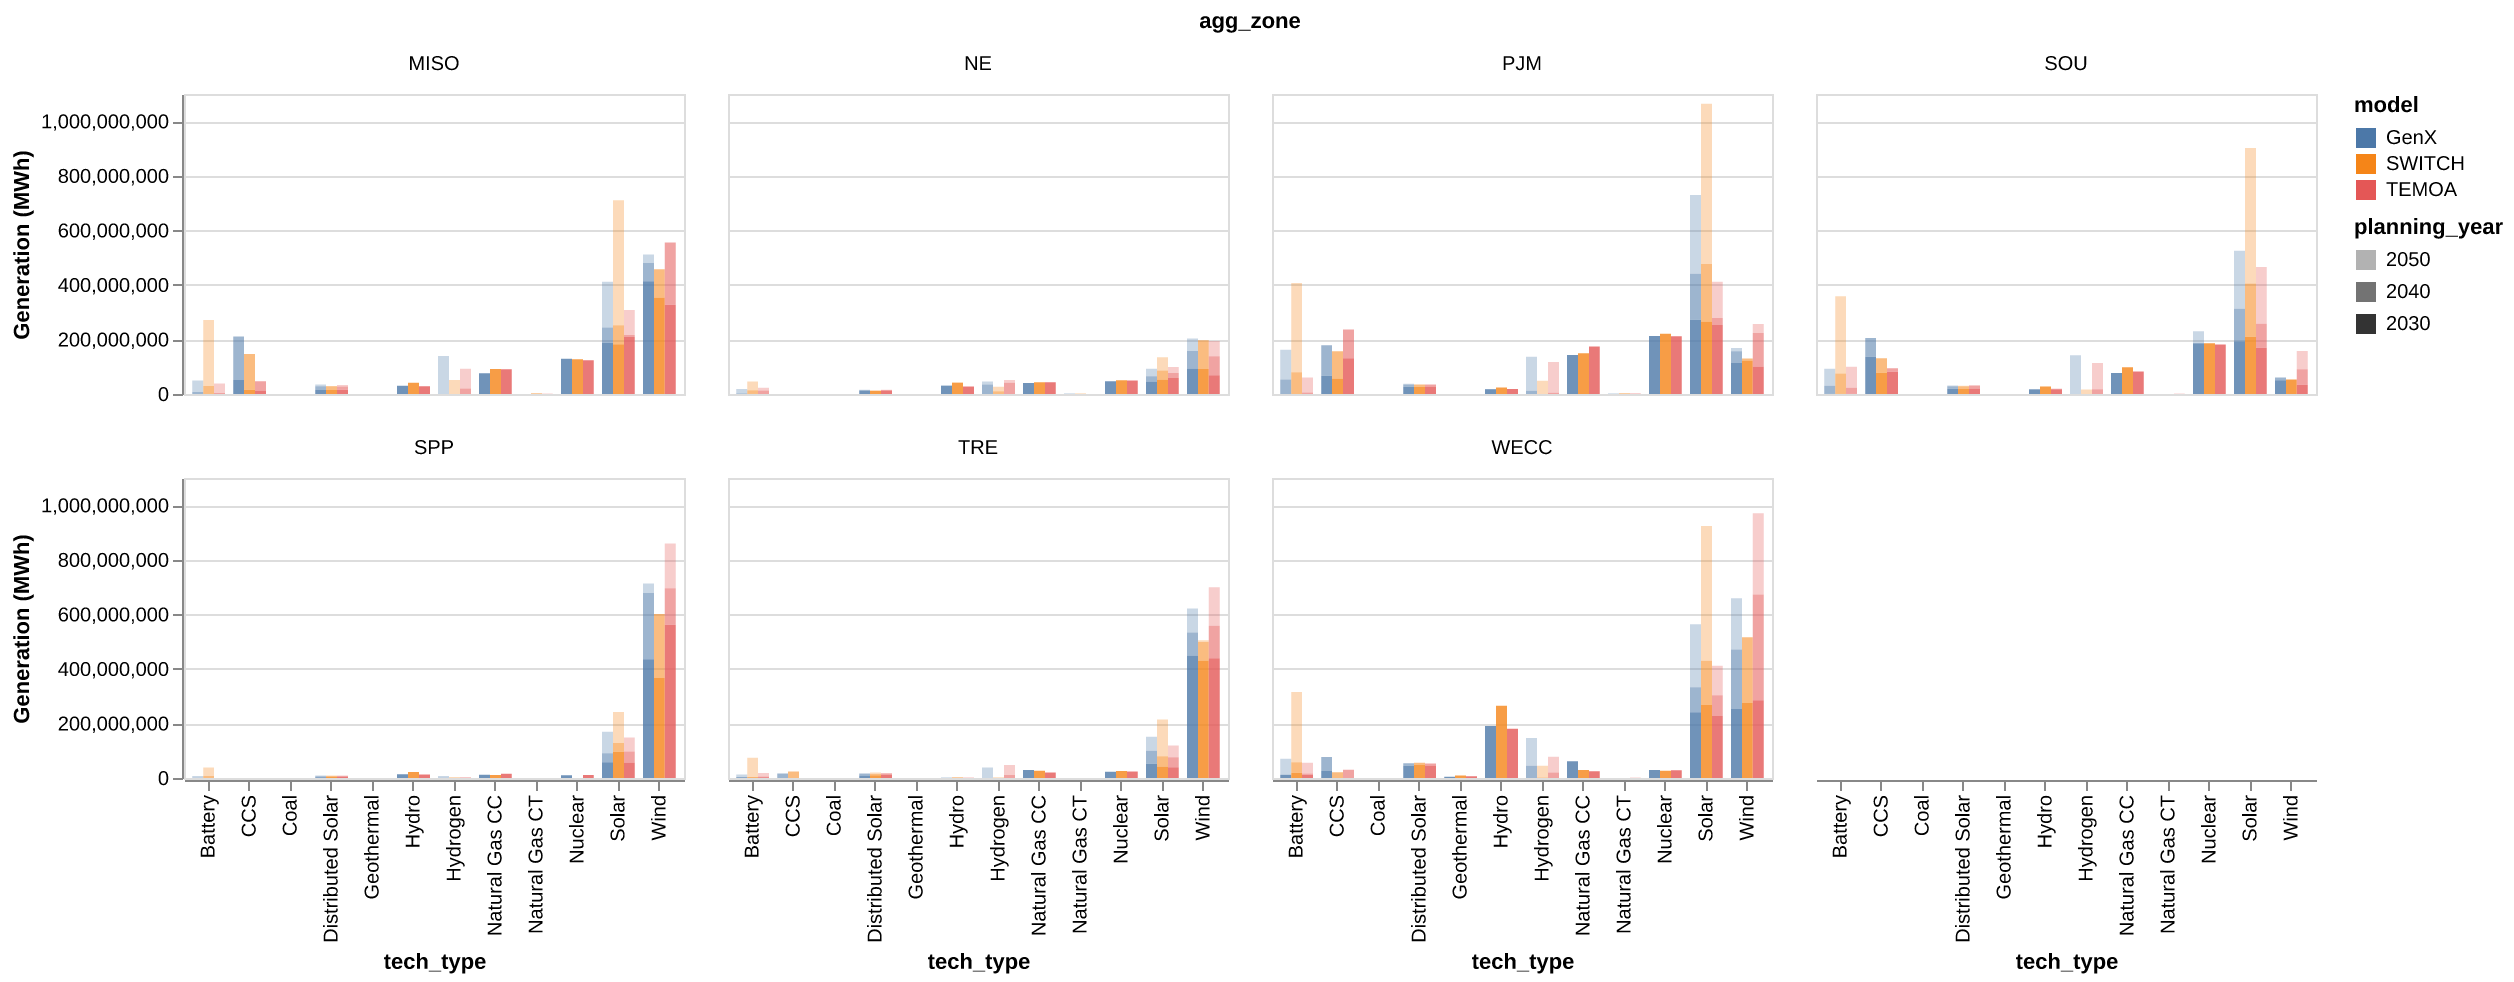 agg_zone
MISO
NE
PJM
SOU
Generation (MWh)
1,000,000,000
800,000,000
600,000,000
400,000,000
200,000,000
0
model
GenX
SWITCH
TEMOA
planning_year
2050
2040
2030
SPP
TRE
WECC
Generation (MWh)
1,000,000,000
800,000,000
600,000,000
400,000,000
200,000,000
0
Battery
CCS
Coal
Distributed Solar
Geothermal
Hydro
Hydrogen
Natural Gas CC
Natural Gas CT
Nuclear
Solar
Wind
Battery
CCS
Coal
Distributed Solar
Geothermal
Hydro
Hydrogen
Natural Gas CC
Natural Gas CT
Nuclear
Solar
Wind
Battery
CCS
Coal
Distributed Solar
Geothermal
Hydro
Hydrogen
Natural Gas CC
Natural Gas CT
Nuclear
Solar
Wind
Battery
CCS
Coal
Distributed Solar
Geothermal
Hydro
Hydrogen
Natural Gas CC
Natural Gas CT
Nuclear
Solar
Wind
tech_type
tech_type
tech_type
tech_type